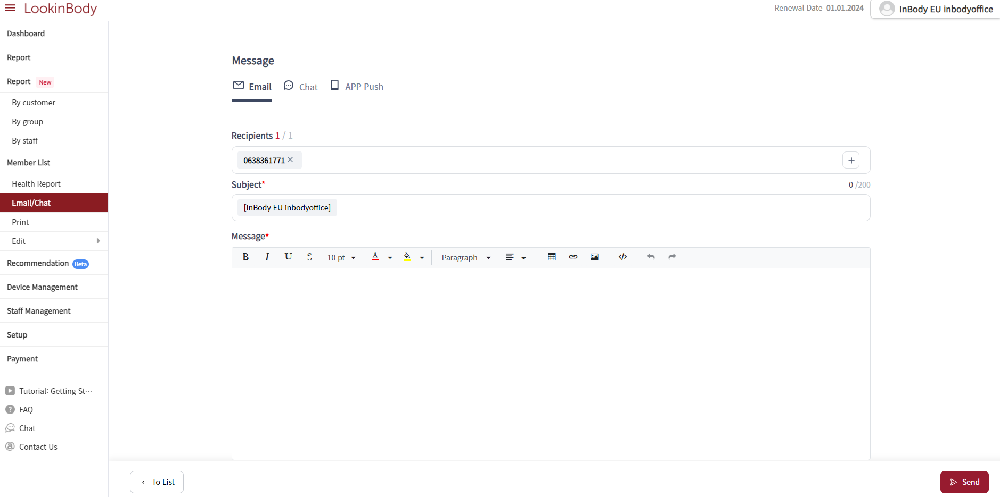 LookinBody
Renewal Date 01.01.2024
InBody EU inbodyoffice
Dashboard
Report
Report New
By customer
By group
By staff
Member List
Health Report
Email/Chat
Print
Edit
Recommendation Beta
Device Management
Staff Management
Setup
Payment
Tutorial: Getting St···
FAQ
Chat
Contact Us
Message
Email
Chat
APP Push
Recipients 1 / 1
0638361771
Subject*
0 /200
[InBody EU inbodyoffice]
Message*
B I U S 10 pt A Paragraph
To List
Send